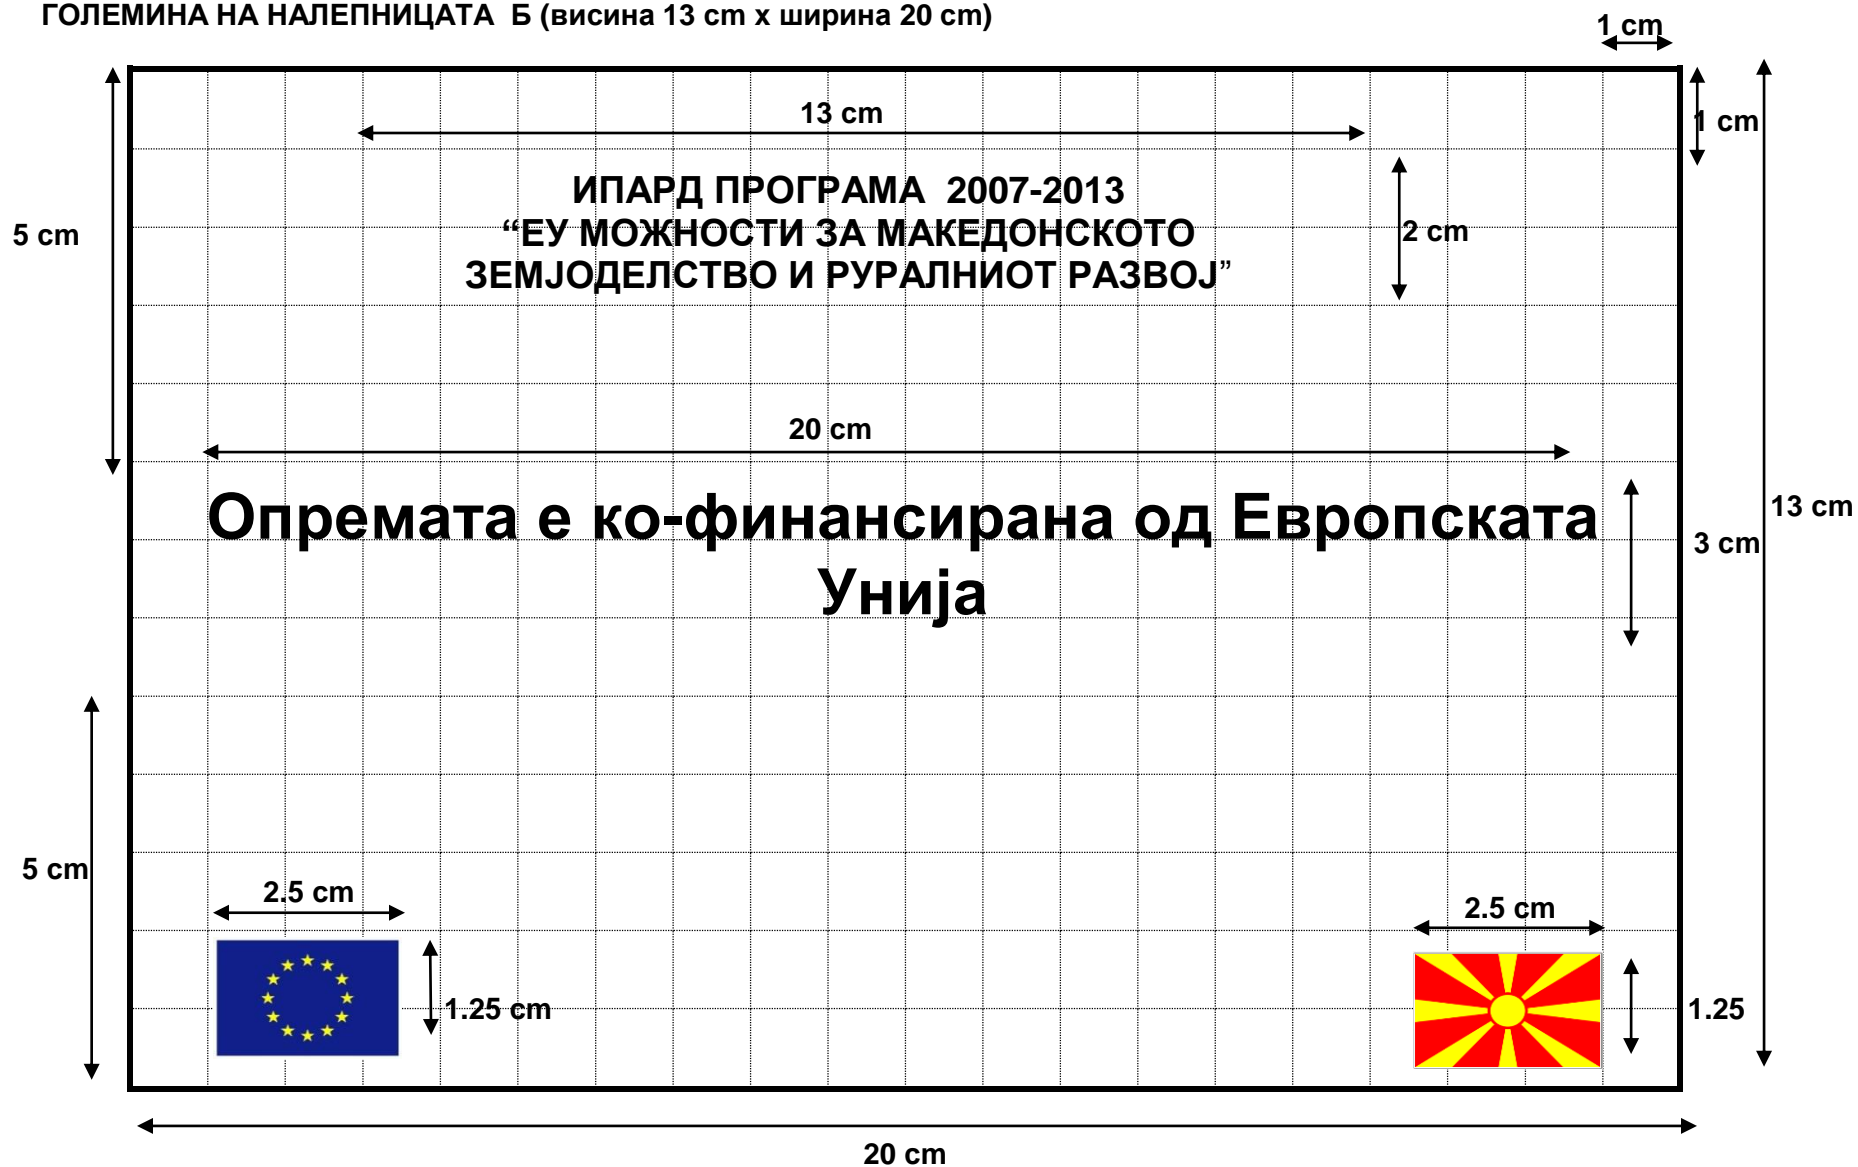 ГОЛЕМИНА НА НАЛЕПНИЦАТА Б (висина 13 cm x ширина 20 cm)
1 cm
13 cm
1 cm
ИПАРД ПРОГРАМА 2007-2013
“ЕУ МОЖНОСТИ ЗА МАКЕДОНСКОТО
ЗЕМЈОДЕЛСТВО И РУРАЛНИОТ РАЗВОЈ”
5 cm
2 cm
20 cm
Опремата е ко-финансирана од Европската
Унија
13 cm
3 cm
5 cm
2.5 cm
2.5 cm
1.25 cm
1.25
20 cm